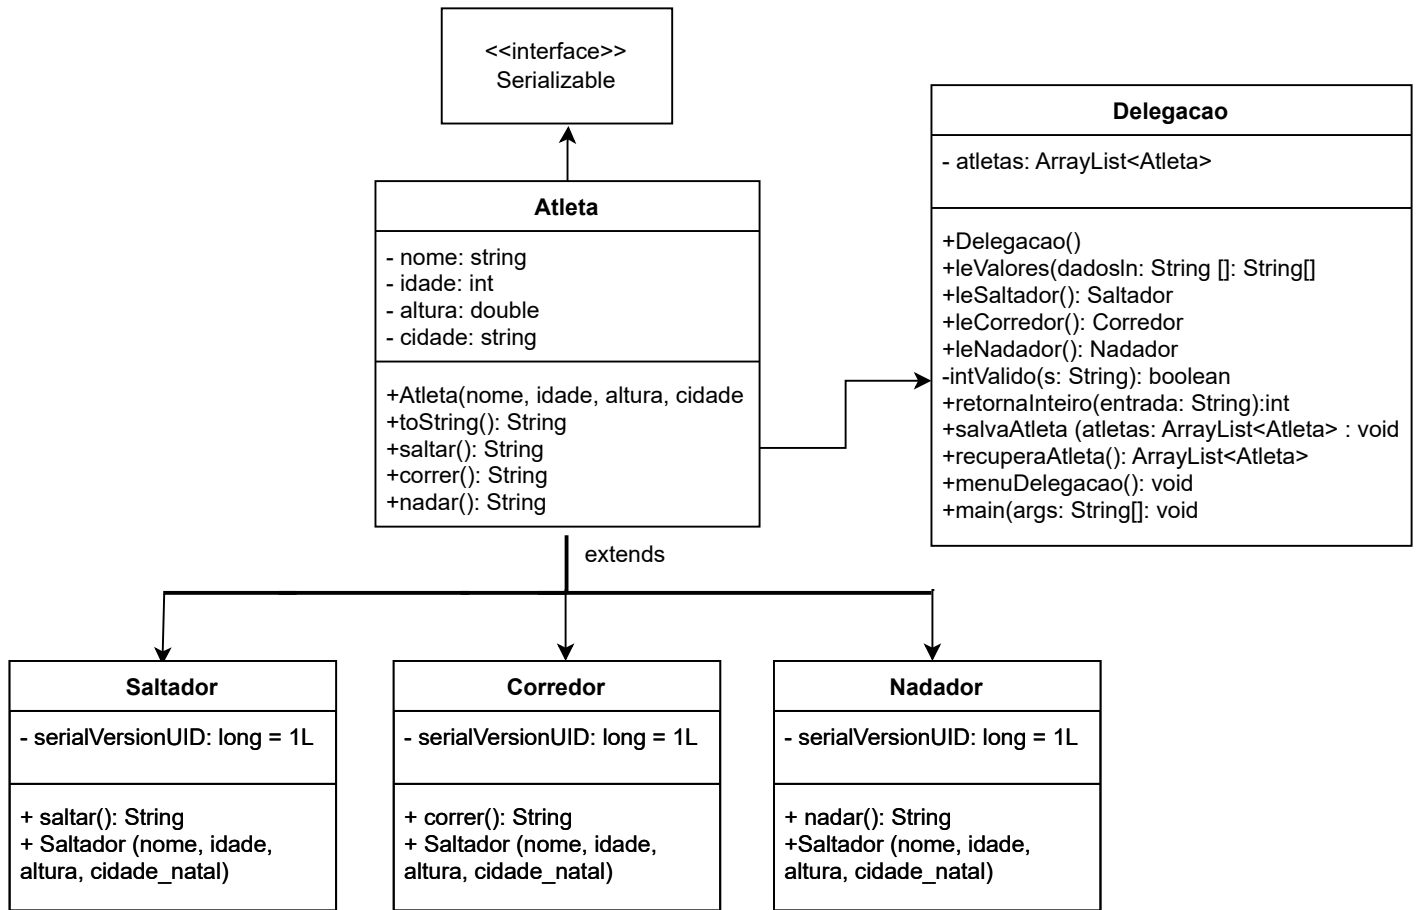 <<interface>>
Serializable
Atleta
- nome: string
- idade: int
- altura: double
- cidade: string
+Atleta(nome, idade, altura, cidade
+toString(): String
+saltar(): String
+correr(): String
+nadar(): String
Delegacao
- atletas: ArrayList<Atleta>
+Delegacao()
+leValores(dadosIn: String []: String[]
+leSaltador(): Saltador
+leCorredor(): Corredor
+leNadador(): Nadador
-intValido(s: String): boolean
+retornaInteiro(entrada: String):int
+salvaAtleta (atletas: ArrayList<Atleta> : void
+recuperaAtleta(): ArrayList<Atleta>
+menuDelegacao(): void
+main(args: String[]: void
extends
Saltador
- serialVersionUID: long = 1L
+ saltar(): String
+ Saltador (nome, idade,
altura, cidade_natal)
Corredor
- serialVersionUID: long = 1L
+ correr(): String
+ Saltador (nome, idade,
altura, cidade_natal)
Nadador
- serialVersionUID: long = 1L
+ nadar(): String
+Saltador (nome, idade,
altura, cidade_natal)